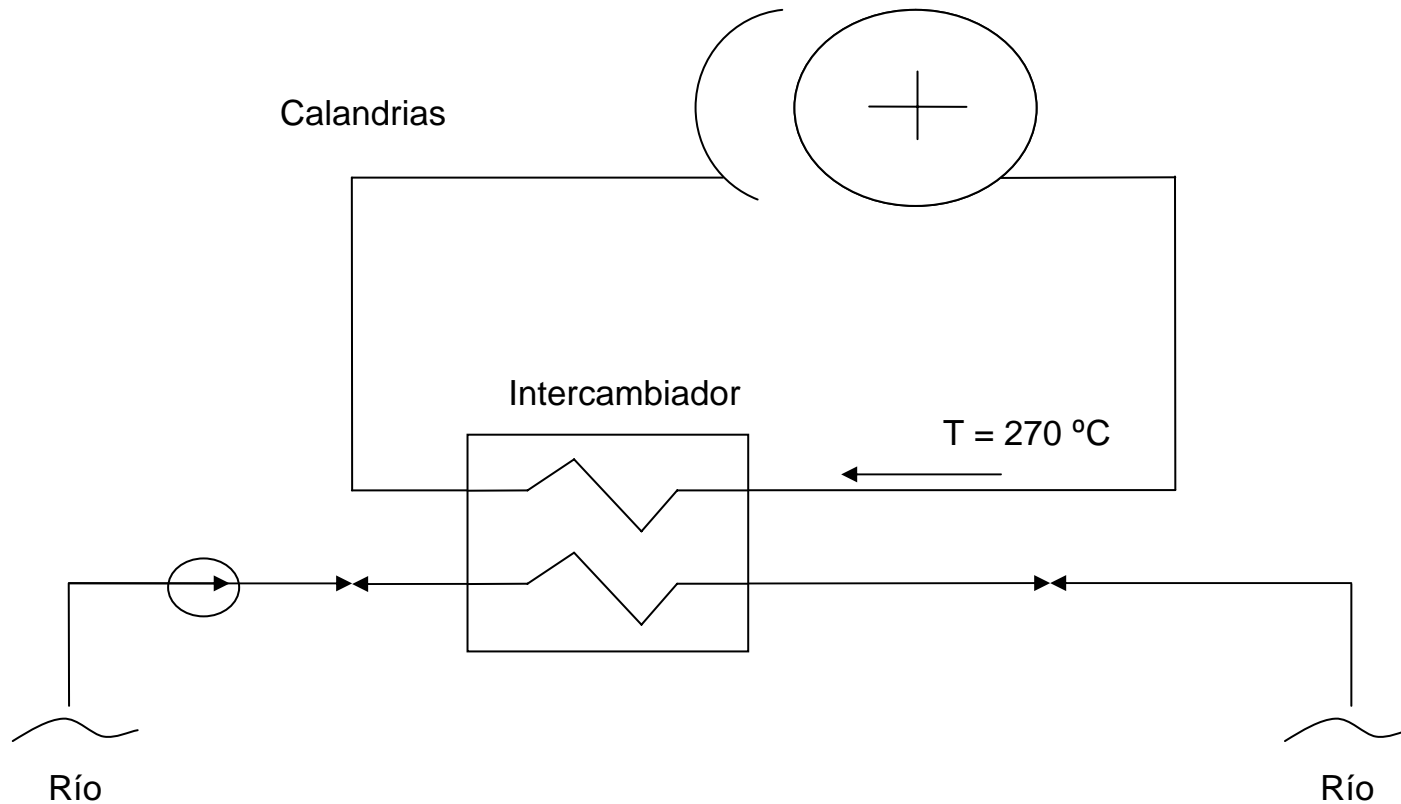 Calandrias
Intercambiador
T = 270 ºC
Río
Río